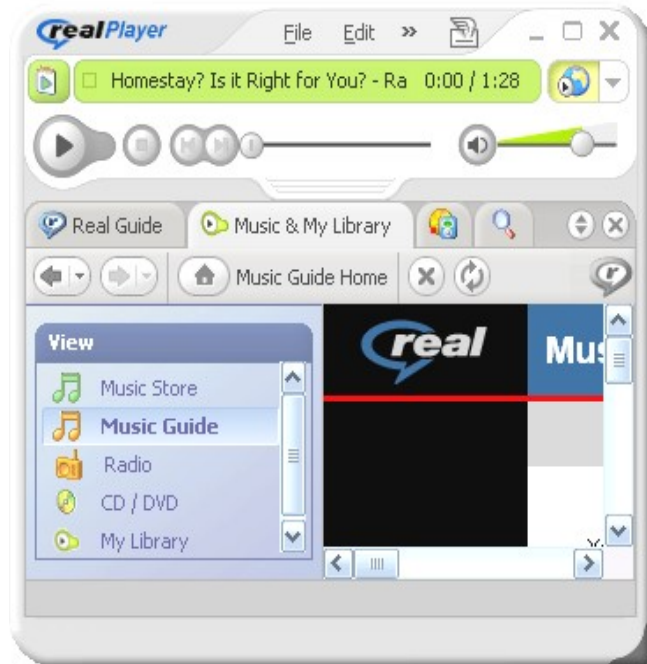 realPlayer File Edit »
Homestay? Is it Right for You? - Ra 0:00 / 1:28
Real Guide Music & My Library
Music Guide Home
View
Music Store
Music Guide
Radio
CD / DVD
My Library
real Mus